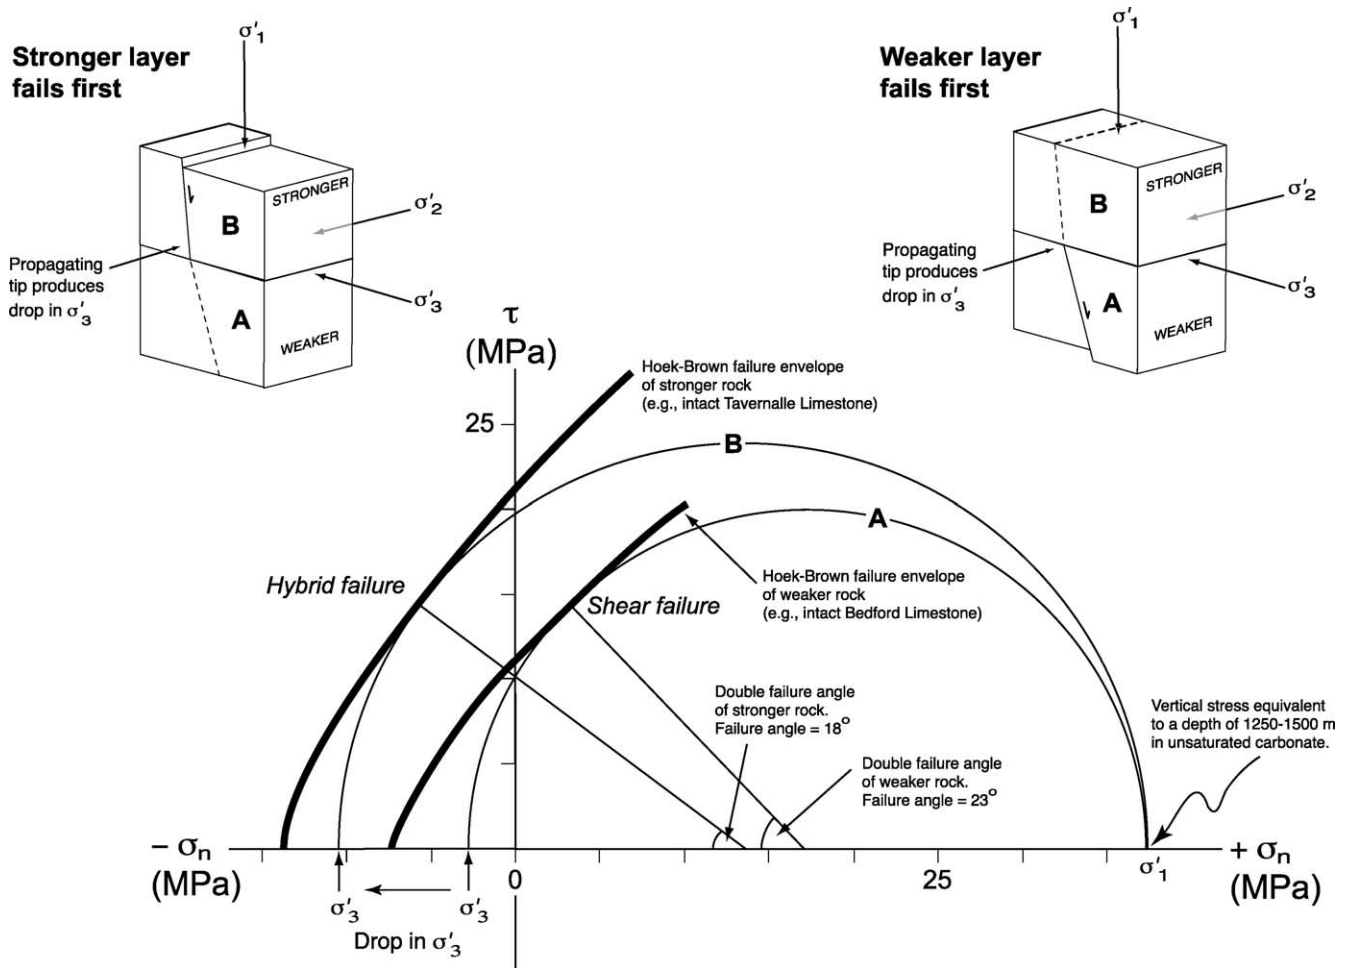 Stronger layer
fails first
σ′1
STRONGER
B
σ′2
Propagating
tip produces
drop in σ′3
σ′3
A
WEAKER
Weaker layer
fails first
σ′1
STRONGER
B
σ′2
Propagating
tip produces
drop in σ′3
σ′3
A
WEAKER
τ
(MPa)
25
Hoek-Brown failure envelope
of stronger rock
(e.g., intact Tavernalle Limestone)
B
A
Hybrid failure
Shear failure
Hoek-Brown failure envelope
of weaker rock
(e.g., intact Bedford Limestone)
Double failure angle
of stronger rock.
Failure angle = 18°
Double failure angle
of weaker rock.
Failure angle = 23°
Vertical stress equivalent
to a depth of 1250-1500 m
in unsaturated carbonate.
– σn
(MPa)
0
25
σ′1
+ σn
(MPa)
σ′3
σ′3
Drop in σ′3